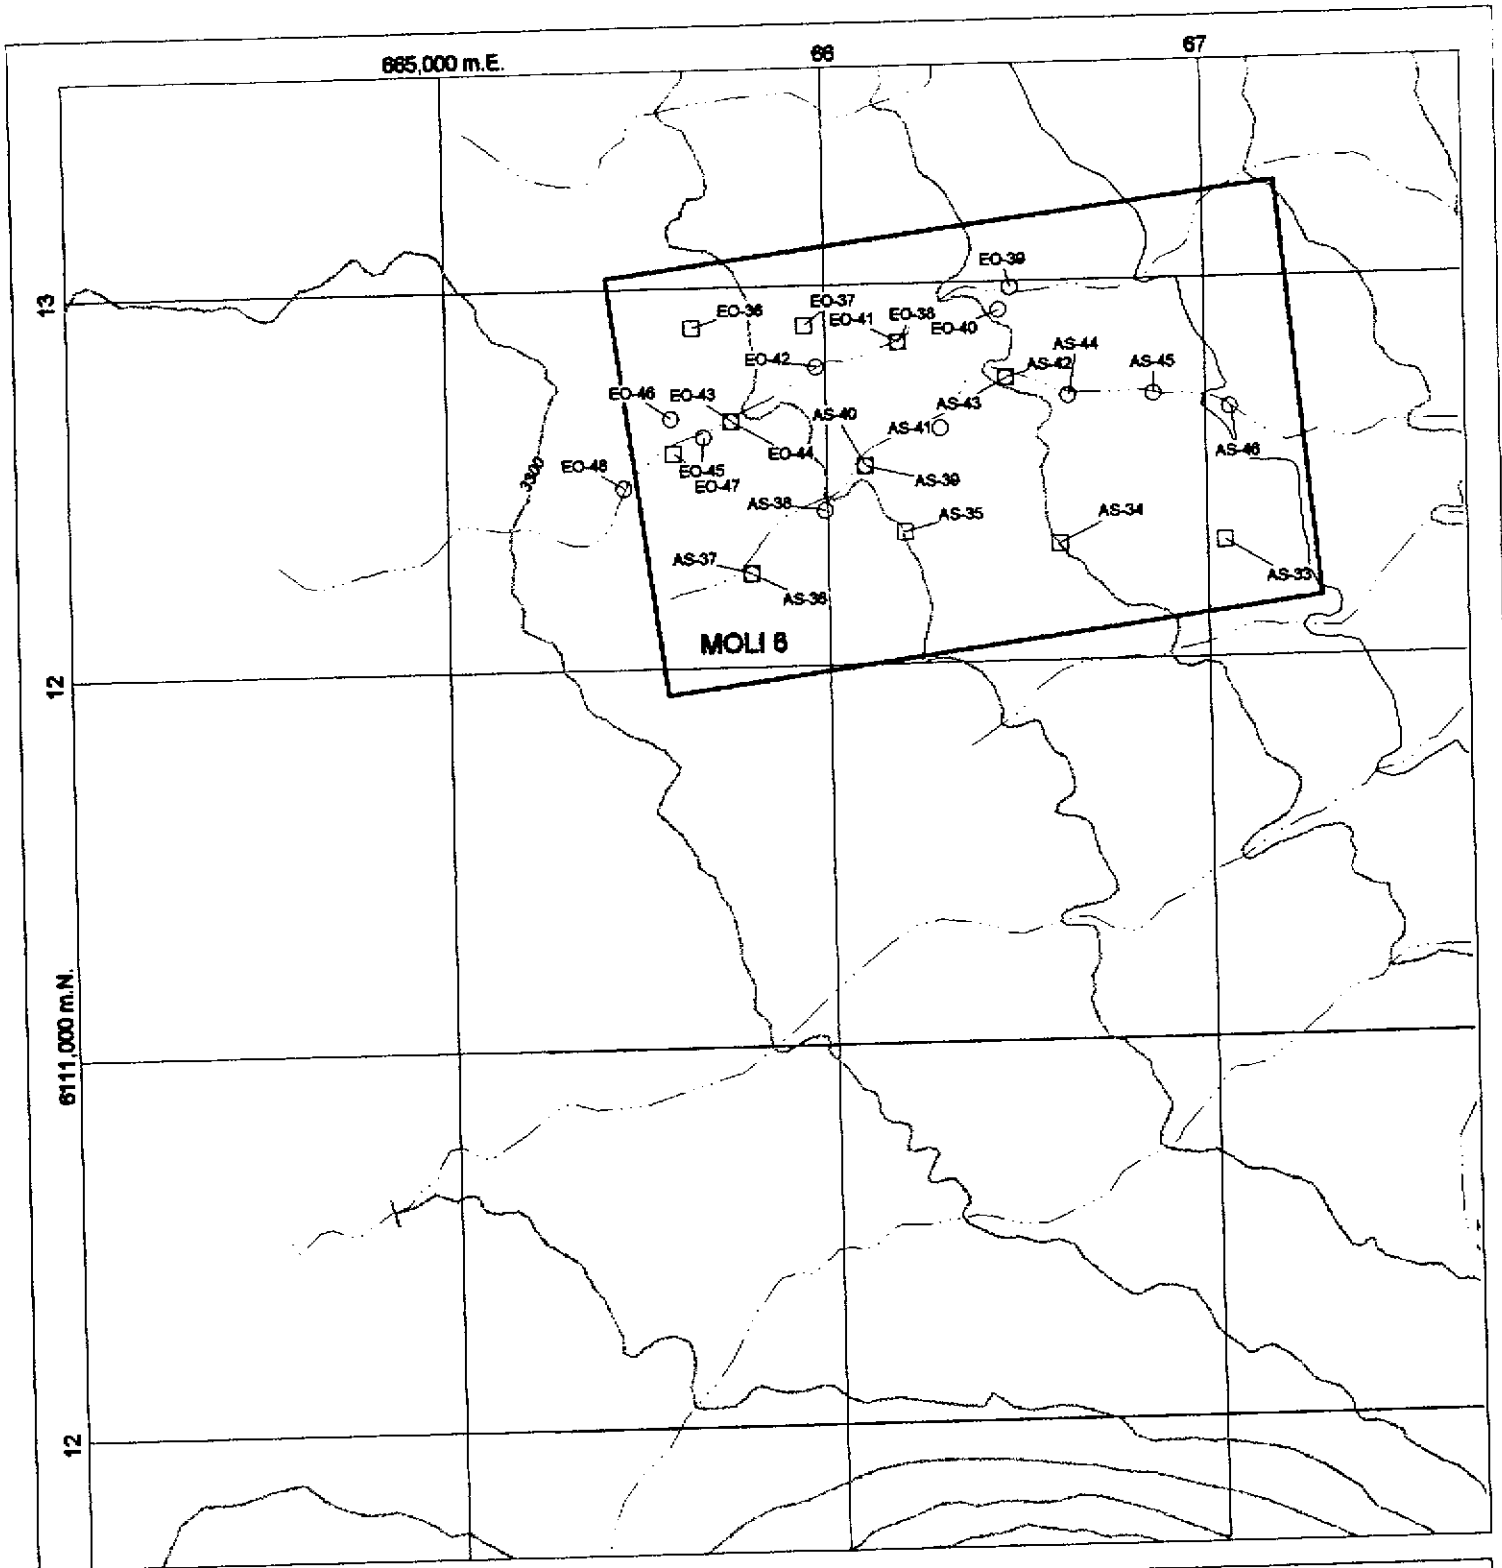 665,000 m.E.
66
67
13
EO-39
EO-36
EO-37
EO-41
EO-38
EO-40
EO-42
AS-44
AS-42
AS-45
EO-46
EO-43
AS-43
AS-40
AS-41
EO-44
AS-46
3300
EO-48
EO-45
EO-47
AS-39
AS-38
AS-35
AS-34
AS-37
AS-36
AS-33
MOLI 6
12
6111,000 m.N.
12